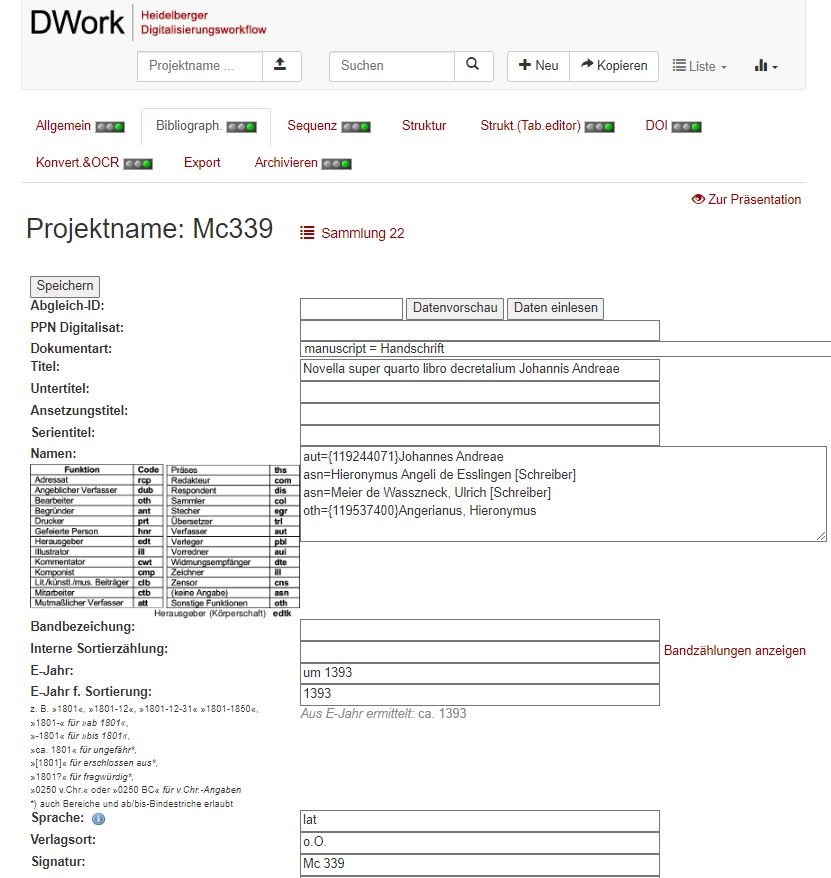 DWork Heidelberger Digitalisierungsworkflow
Projektname ... Suchen Neu Kopieren Liste
Allgemein Bibliograph. Sequenz Struktur Strukt.(Tab.editor) DOI
Konvert.&OCR Export Archivieren
Zur Präsentation
Projektname: Mc339 Sammlung 22
Speichern
Abgleich-ID: Datenvorschau Daten einlesen
PPN Digitalisat:
Dokumentart: manuscript = Handschrift
Titel: Novella super quarto libro decretalium Johannis Andreae
Untertitel:
Ansetzungstitel:
Serientitel:
Namen:
aut={119244071}Johannes Andreae
asn=Hieronymus Angeli de Esslingen [Schreiber]
asn=Meier de Wasszneck, Ulrich [Schreiber]
oth={119537400}Angerianus, Hieronymus
Funktion Code Präses ths
Adressat rcp Redakteur com
Angeblicher Verfasser dub Respondent dis
Bearbeiter oth Sammler col
Begründer ant Stecher egr
Drucker prt Übersetzer trl
Gefeierte Person hnr Verfasser aut
Herausgeber edt Verleger pbl
Illustrator ill Vorredner aui
Kommentator cwt Widmungsempfänger dte
Komponist cmp Zeichner ill
Lit./künstl./mus. Beiträger clb Zensor cns
Mitarbeiter ctb (keine Angabe) asn
Mutmaßlicher Verfasser att Sonstige Funktionen oth
Herausgeber (Körperschaft) edtk
Bandbezeichung:
Interne Sortierzählung: Bandzählungen anzeigen
E-Jahr: um 1393
E-Jahr f. Sortierung: 1393
Aus E-Jahr ermittelt: ca. 1393
z. B. »1801«, »1801-12«, »1801-12-31« »1801-1850«,
»1801-« für »ab 1801«,
»-1801« für »bis 1801«,
»ca. 1801« für ungefähr*,
»[1801]« für erschlossen aus*,
»1801?« für fragwürdig*,
»0250 v.Chr.« oder »0250 BC« für v.Chr.-Angaben
*) auch Bereiche und ab/bis-Bindestriche erlaubt
Sprache: lat
Verlagsort: o.O.
Signatur: Mc 339